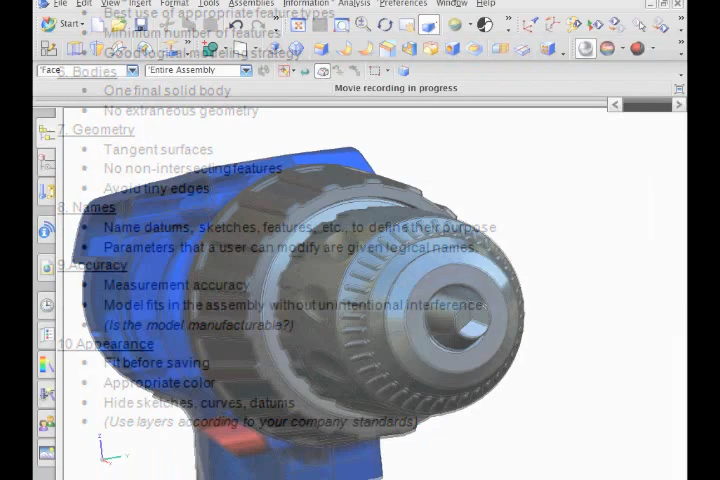 File Edit View Insert Format Tools Assemblies Information Analysis Preferences Window Help
Best use of appropriate feature types
Start
Minimum number of features
Good logical modeling strategy
'Face
'Entire Assembly
6. Bodies
Movie recording in progress
One final solid body
No extraneous geometry
7. Geometry
Tangent surfaces
No non-intersecting features
Avoid tiny edges
8. Names
Name datums, sketches, features, etc., to define their purpose
Parameters that a user can modify are given logical names
9.Accuracy
Measurement accuracy
Model fits in the assembly without unintentional interference
(Is the model manufacturable?)
10 Appearance
Fit before saving
Appropriate color
Hide sketches, curves, datums
(Use layers according to your company standards)
Z
Y
X